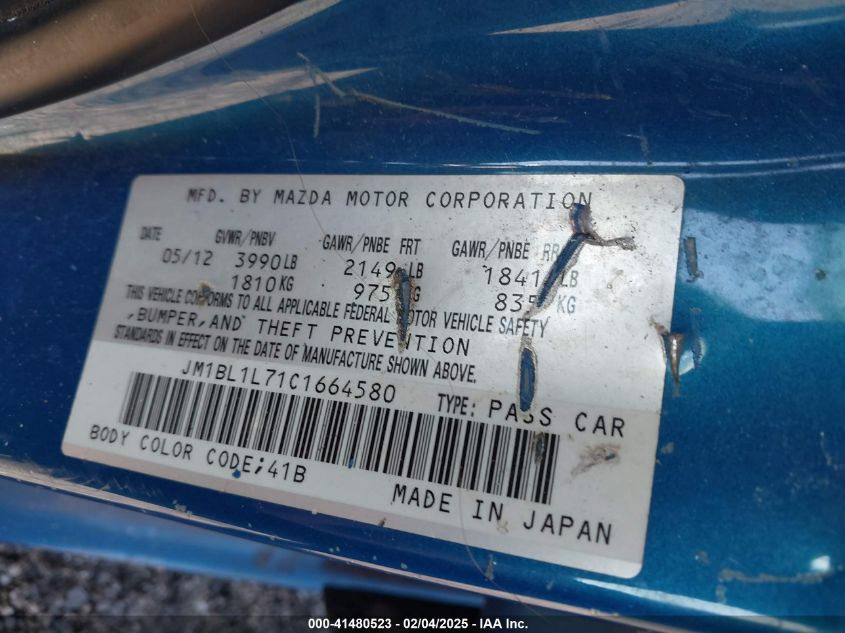 MFD. BY MAZDA MOTOR CORPORATION
DATE GVWR/PNBV GAWR/PNBE FRT GAWR/PNBE RR
05/12 3990LB 2149LB 1841LB
1810KG 975KG 835KG
THIS VEHICLE CONFORMS TO ALL APPLICABLE FEDERAL MOTOR VEHICLE SAFETY
,BUMPER,AND THEFT PREVENTION
STANDARDS IN EFFECT ON THE DATE OF MANUFACTURE SHOWN ABOVE.
JM1BL1L71C1664580 TYPE: PASS CAR
BODY COLOR CODE;41B
MADE IN JAPAN
000-41480523 - 02/04/2025 - IAA Inc.